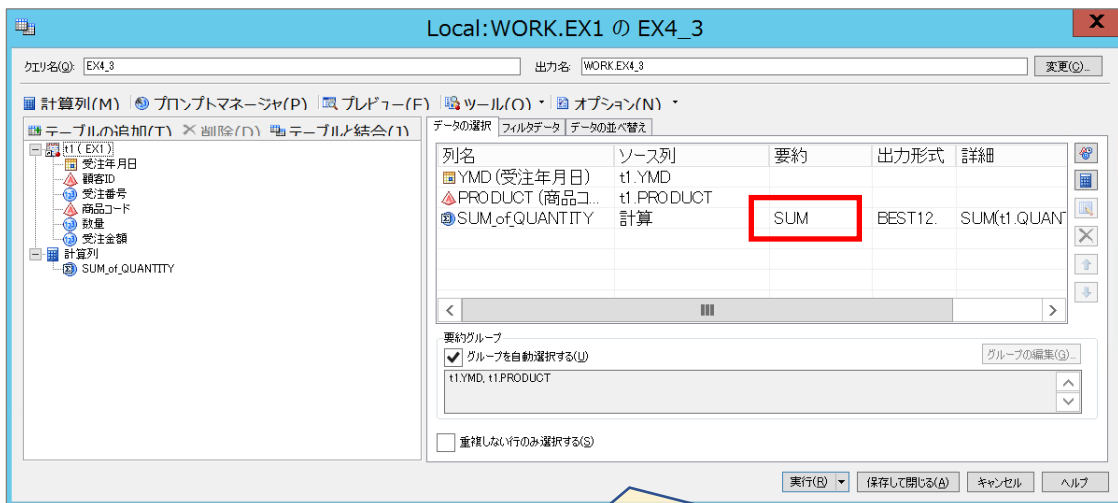 Local:WORK.EX1 の EX4_3
X
クエリ名(Q): EX4_3
出力名: WORK.EX4_3
変更(C)...
計算列(M) プロンプトマネージャ(P) プレビュー(F) ツール(O) オプション(N)
テーブルの追加(T) 削除(D) テーブルと結合(J)
t1 ( EX1 )
受注年月日
顧客ID
受注番号
商品コード
数量
受注金額
計算列
SUM_of_QUANTITY
データの選択 フィルタデータ データの並べ替え
列名 ソース列 要約 出力形式 詳細
YMD (受注年月日) t1.YMD
PRODUCT (商品コ... t1.PRODUCT
SUM_of_QUANTITY 計算 SUM BEST12. SUM(t1.QUANT
要約グループ
グループを自動選択する(U)
グループの編集(G)...
t1.YMD, t1.PRODUCT
重複しない行のみ選択する(S)
実行(R) 保存して閉じる(A) キャンセル ヘルプ